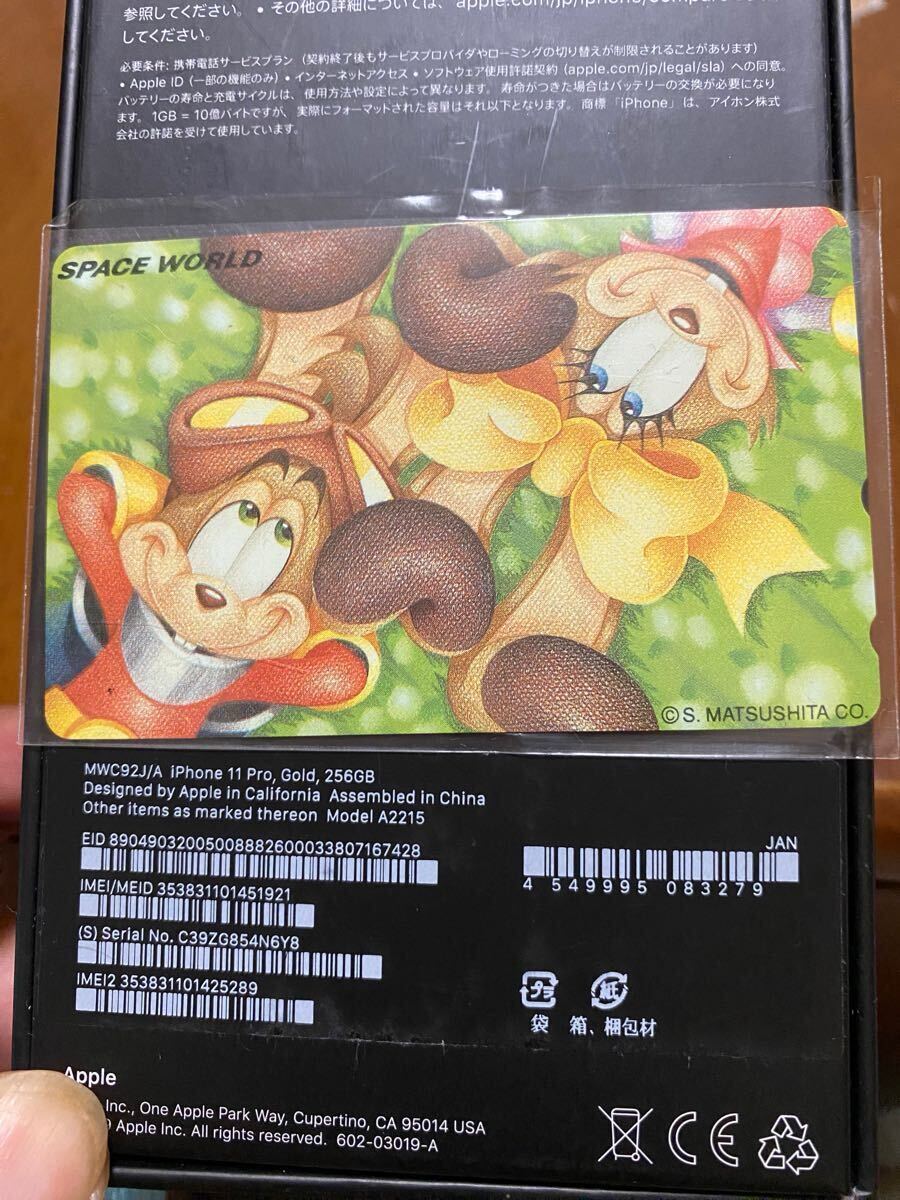 参照してください。 • その他の詳細については、 apple.com/jp/iphone/compare
してください。
必要条件: 携帯電話サービスプラン (契約終了後もサービスプロバイダやローミングの切り替えが制限されることがあります)
• Apple ID (一部の機能のみ) • インターネットアクセス • ソフトウェア使用許諾契約 (apple.com/jp/legal/sla) への同意。
バッテリーの寿命と充電サイクルは、使用方法や設定によって異なります。 寿命がつきた場合はバッテリーの交換が必要になり
ます。 1GB = 10億バイトですが、実際にフォーマットされた容量はそれ以下となります。 商標 「iPhone」 は、アイホン株式
会社の許諾を受けて使用しています。
SPACE WORLD
© S. MATSUSHITA CO.
MWC92J/A iPhone 11 Pro, Gold, 256GB
Designed by Apple in California Assembled in China
Other items as marked thereon Model A2215
EID 89049032005008882600033807167428
JAN
4 549995 083279
IMEI/MEID 353831101451921
(S) Serial No. C39ZG854N6Y8
IMEI2 353831101425289
プラ 紙
袋 箱、梱包材
Apple
Inc., One Apple Park Way, Cupertino, CA 95014 USA
Apple Inc. All rights reserved. 602-03019-A
CE